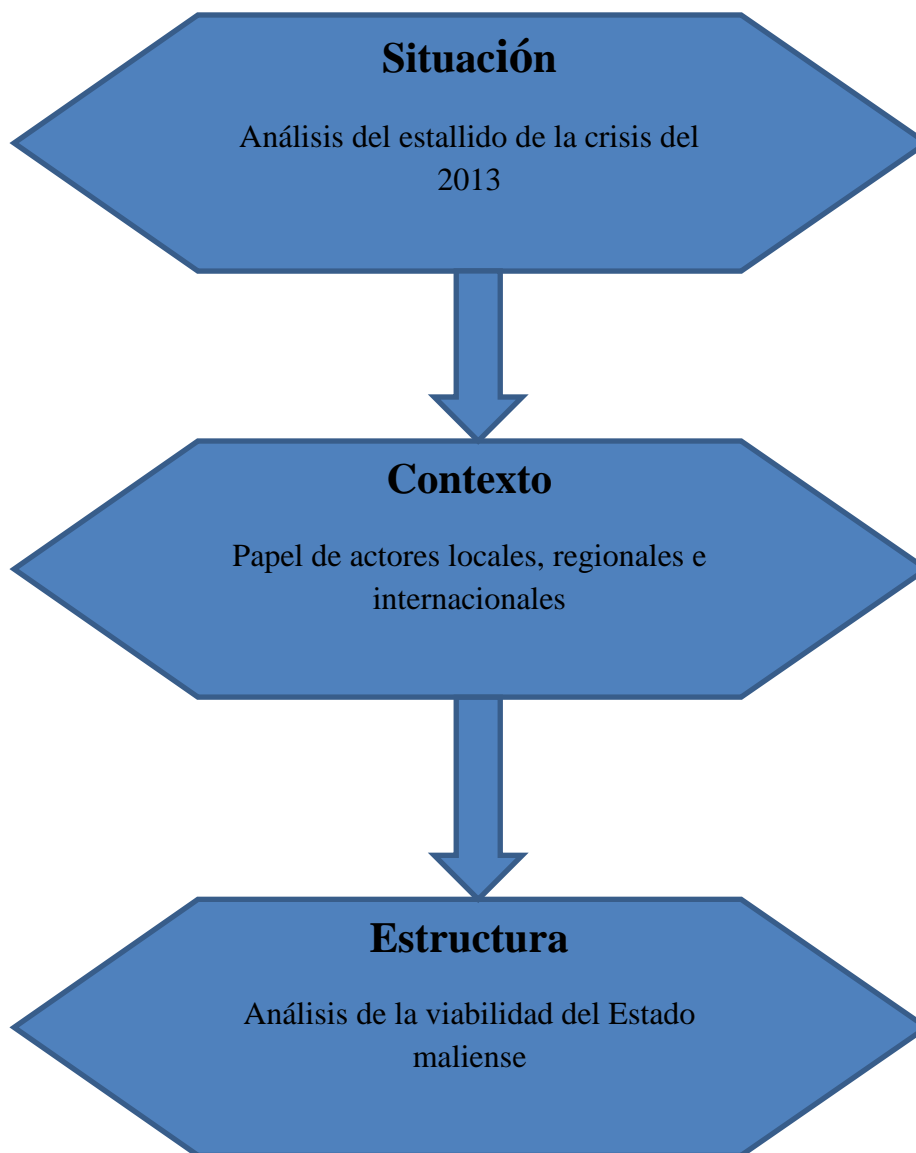 Situación
Análisis del estallido de la crisis del
2013
Contexto
Papel de actores locales, regionales e
internacionales
Estructura
Análisis de la viabilidad del Estado
maliense